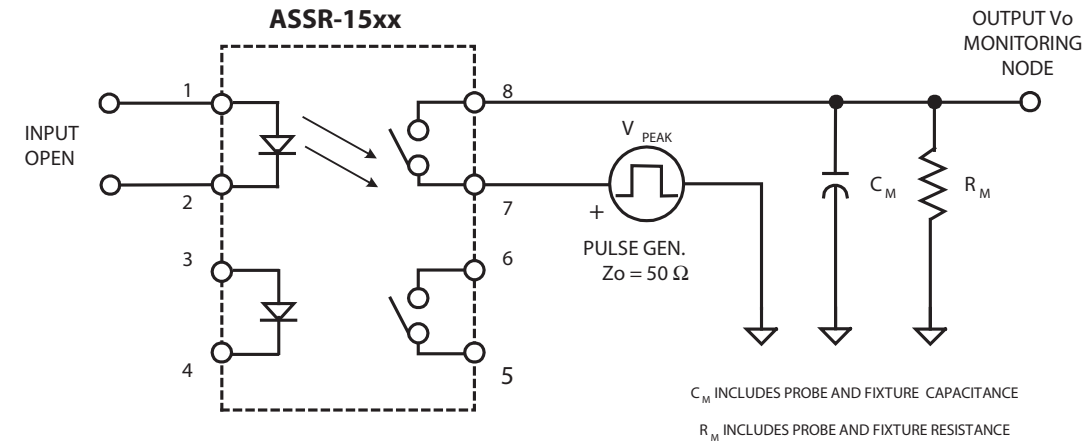 ASSR-15xx
OUTPUT Vo
MONITORING
NODE
1
8
INPUT
OPEN
V PEAK
2
7
+
C M
R M
PULSE GEN.
Zo = 50 Ω
3
6
4
5
C M INCLUDES PROBE AND FIXTURE CAPACITANCE
R M INCLUDES PROBE AND FIXTURE RESISTANCE